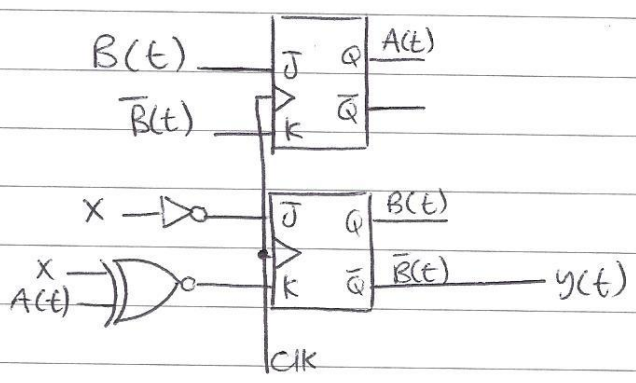 B(t) J Q A(t)
B̅(t) K Q̅
X J Q B(t)
X
A(t) K Q̅ B̅(t) y(t)
Clk